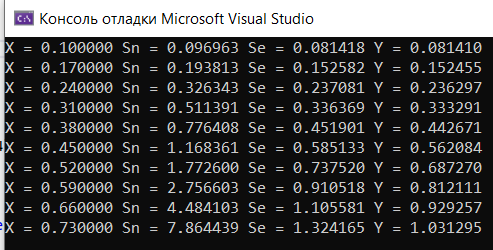 Консоль отладки Microsoft Visual Studio
X = 0.100000 Sn = 0.096963 Se = 0.081418 Y = 0.081410
X = 0.170000 Sn = 0.193813 Se = 0.152582 Y = 0.152455
X = 0.240000 Sn = 0.326343 Se = 0.237081 Y = 0.236297
X = 0.310000 Sn = 0.511391 Se = 0.336369 Y = 0.333291
X = 0.380000 Sn = 0.776408 Se = 0.451901 Y = 0.442671
X = 0.450000 Sn = 1.168361 Se = 0.585133 Y = 0.562084
X = 0.520000 Sn = 1.772600 Se = 0.737520 Y = 0.687270
X = 0.590000 Sn = 2.756603 Se = 0.910518 Y = 0.812111
X = 0.660000 Sn = 4.484103 Se = 1.105581 Y = 0.929257
X = 0.730000 Sn = 7.864439 Se = 1.324165 Y = 1.031295